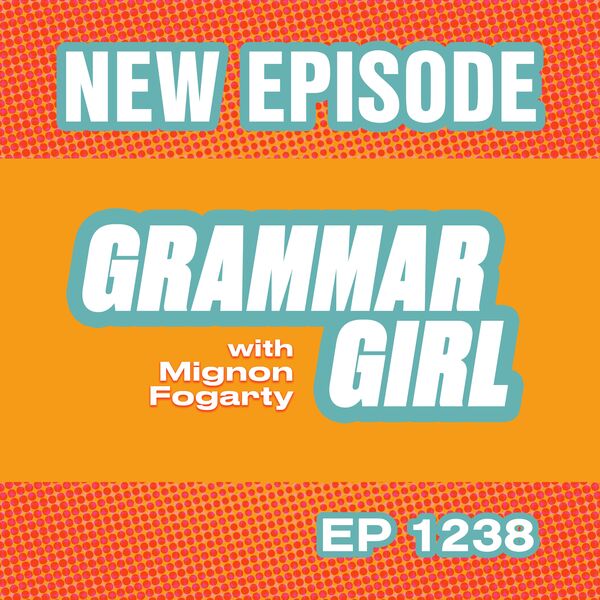 NEW EPISODE
GRAMMAR
GIRL
with
Mignon
Fogarty
EP 1238